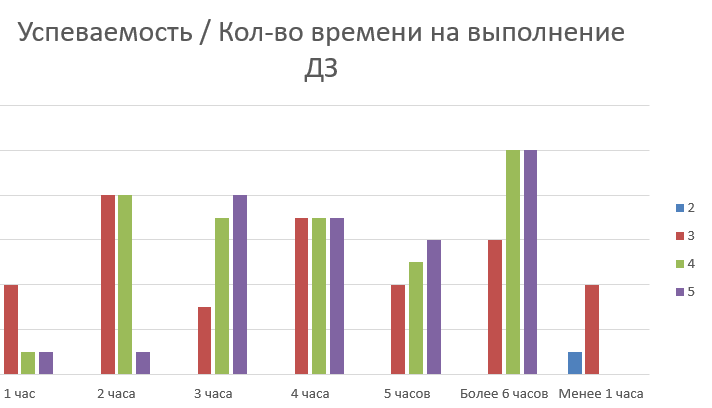 Успеваемость / Кол-во времени на выполнение
ДЗ
2
3
4
5
1 час 2 часа 3 часа 4 часа 5 часов Более 6 часов Менее 1 часа